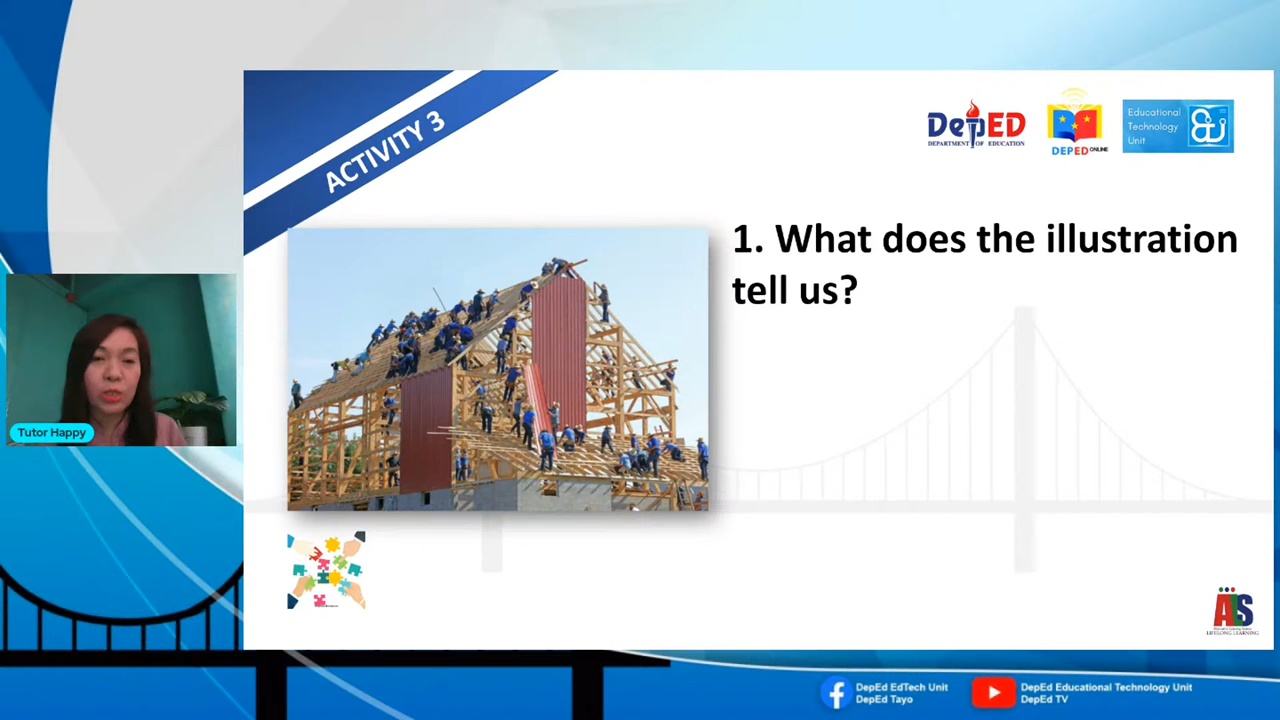 ACTIVITY 3
DepED
DEPARTMENT OF EDUCATION
DEPED ONLINE
Educational
Technology
Unit
1. What does the illustration
tell us?
Tutor Happy
ALS
LIFELONG LEARNING
DepEd EdTech Unit
DepEd Tayo
DepEd Educational Technology Unit
DepEd TV